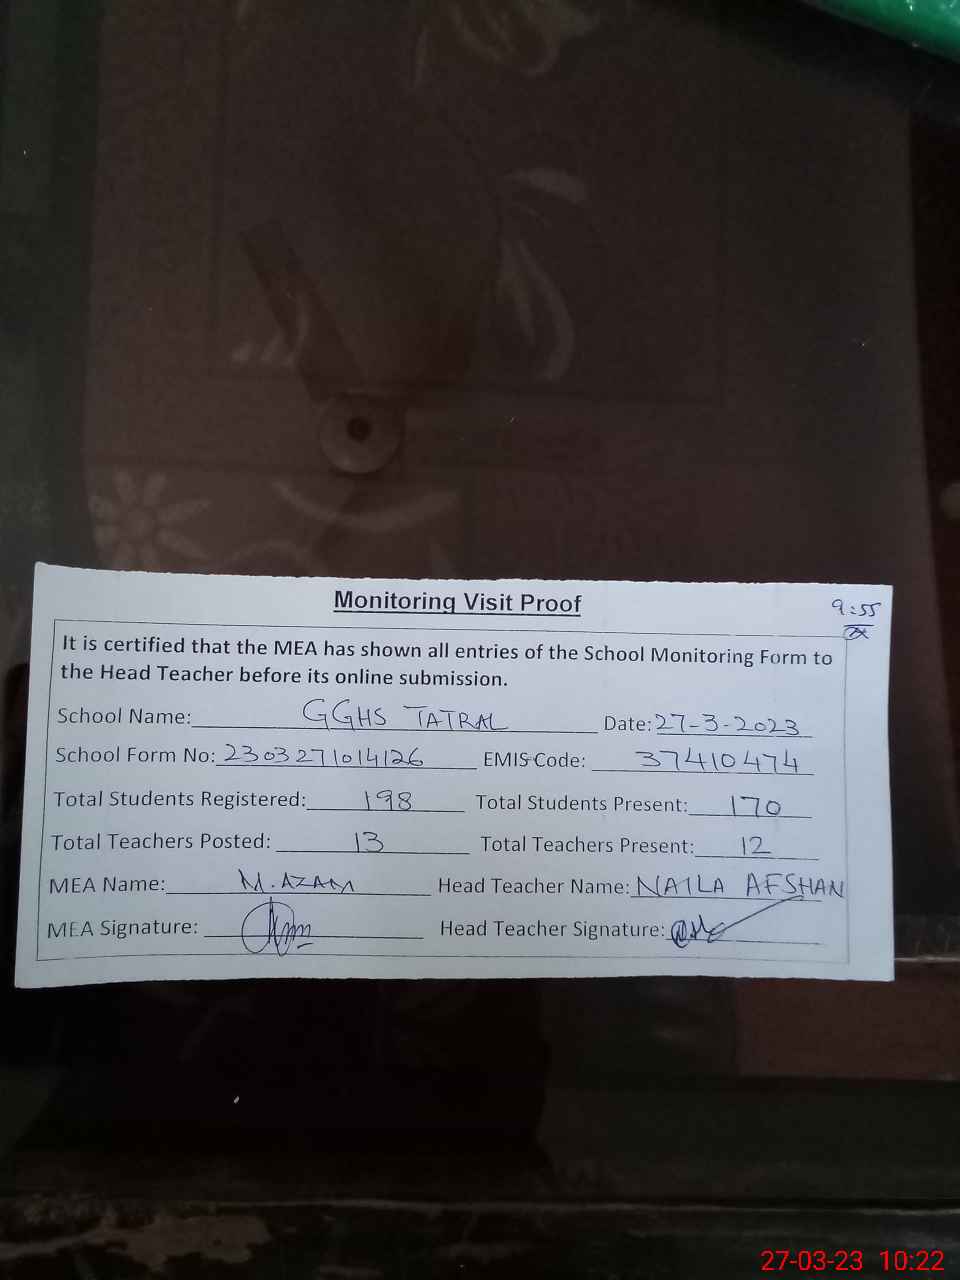 Monitoring Visit Proof
9:55
It is certified that the MEA has shown all entries of the School Monitoring Form to
the Head Teacher before its online submission.
School Name: GGHS TATRAL Date: 27-3-2023
School Form No: 2303271014126 EMIS Code: 37410474
Total Students Registered: 198 Total Students Present: 170
Total Teachers Posted: 13 Total Teachers Present: 12
MEA Name: M. AZAM Head Teacher Name: NAILA AFSHAN
MEA Signature: Head Teacher Signature:
27-03-23 10:22